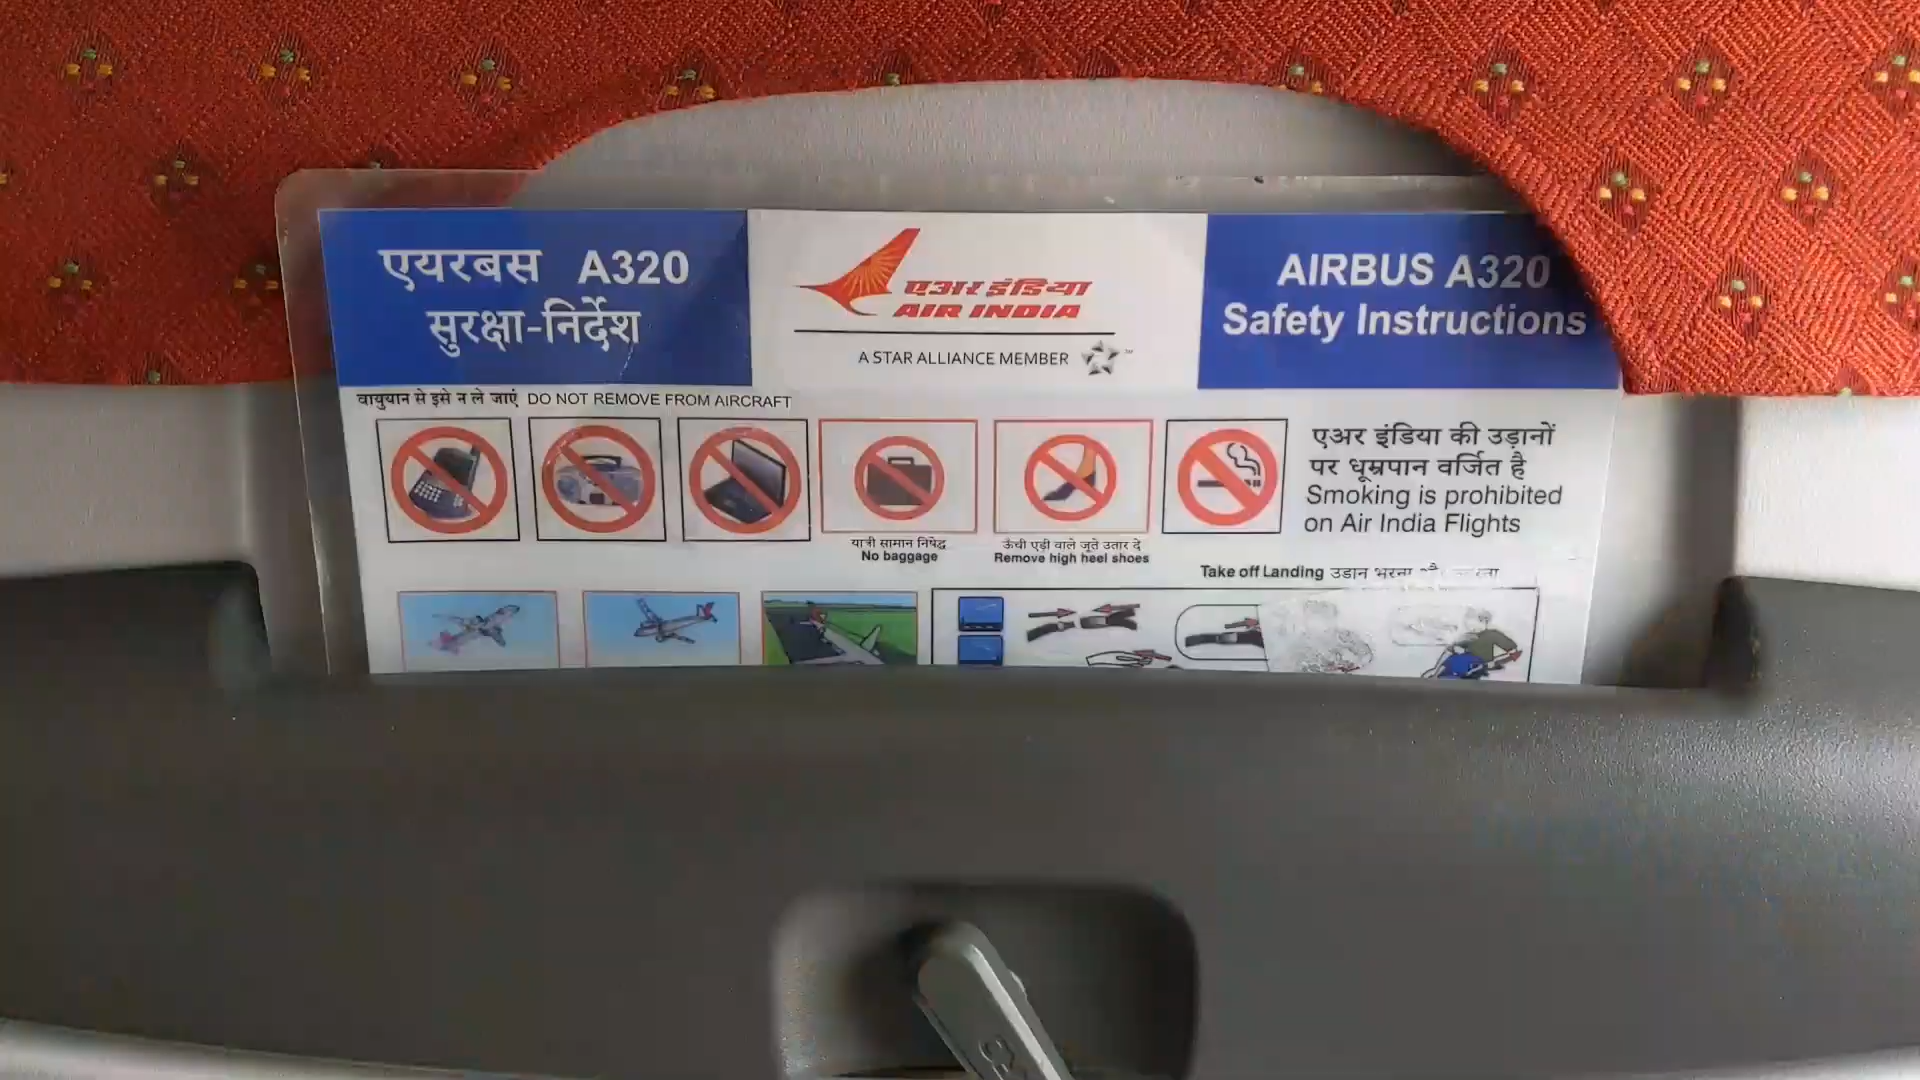 एयरबस A320
सुरक्षा-निर्देश
एअर इंडिया
AIR INDIA
A STAR ALLIANCE MEMBER
AIRBUS A320
Safety Instructions
वायुयान से इसे न ले जाएं DO NOT REMOVE FROM AIRCRAFT
यात्री सामान निषेद्ध
No baggage
ऊँची एड़ी वाले जूते उतार दे
Remove high heel shoes
एअर इंडिया की उड़ानों
पर धूम्रपान वर्जित है
Smoking is prohibited
on Air India Flights
Take off Landing उडान भरना